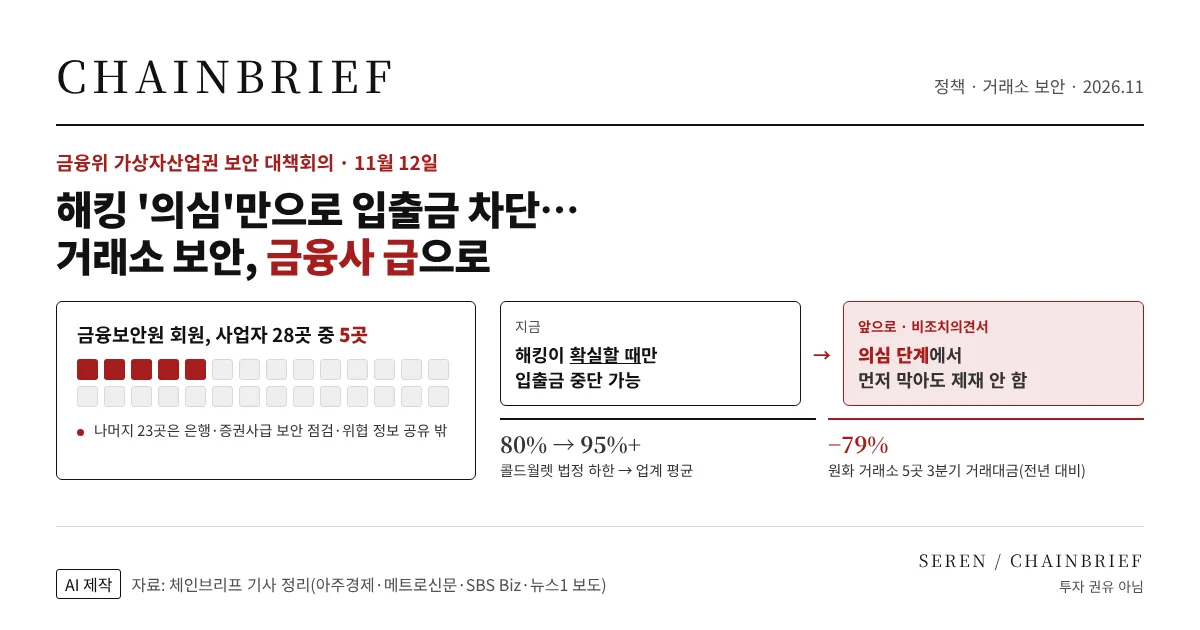 CHAINBRIEF
정책 · 거래소 보안 · 2026.11
금융위 가상자산업권 보안 대책회의 · 11월 12일
해킹 '의심'만으로 입출금 차단…
거래소 보안, 금융사 급으로
금융보안원 회원, 사업자 28곳 중 5곳
나머지 23곳은 은행·증권사급 보안 점검·위협 정보 공유 밖
지금
해킹이 확실할 때만
입출금 중단 가능
→
앞으로 · 비조치의견서
의심 단계에서
먼저 막아도 제재 안 함
80% → 95%+
콜드월렛 법정 하한 → 업계 평균
−79%
원화 거래소 5곳 3분기 거래대금(전년 대비)
AI 제작
자료: 체인브리프 기사 정리(아주경제·메트로신문·SBS Biz·뉴스1 보도)
SEREN / CHAINBRIEF
투자 권유 아님